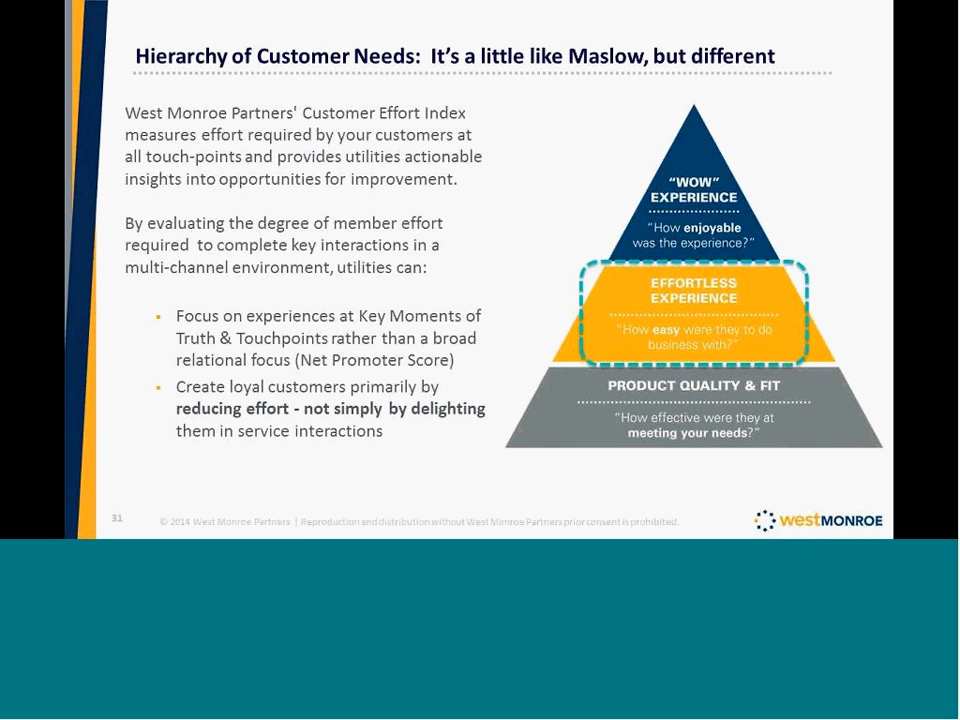 Hierarchy of Customer Needs:  It's a little like Maslow, but different
West Monroe Partners' Customer Effort Index
measures effort required by your customers at
all touch-points and provides utilities actionable
insights into opportunities for improvement.
By evaluating the degree of member effort
required  to complete key interactions in a
multi-channel environment, utilities can:
▪ Focus on experiences at Key Moments of
Truth & Touchpoints rather than a broad
relational focus (Net Promoter Score)
▪ Create loyal customers primarily by
reducing effort - not simply by delighting
them in service interactions
"WOW"
EXPERIENCE
"How enjoyable
was the experience?"
EFFORTLESS
EXPERIENCE
"How easy were they to do
business with?"
PRODUCT QUALITY & FIT
"How effective were they at
meeting your needs?"
31
© 2014 West Monroe Partners | Reproduction and distribution without West Monroe Partners prior consent is prohibited.
westMONROE